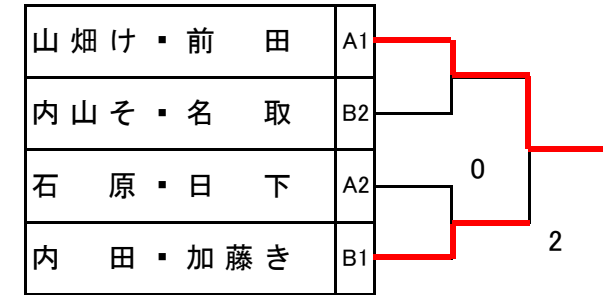 山畑け・前　田 A1
内山そ・名　取 B2
石　原・日　下 A2
0
2
内　田・加藤き B1